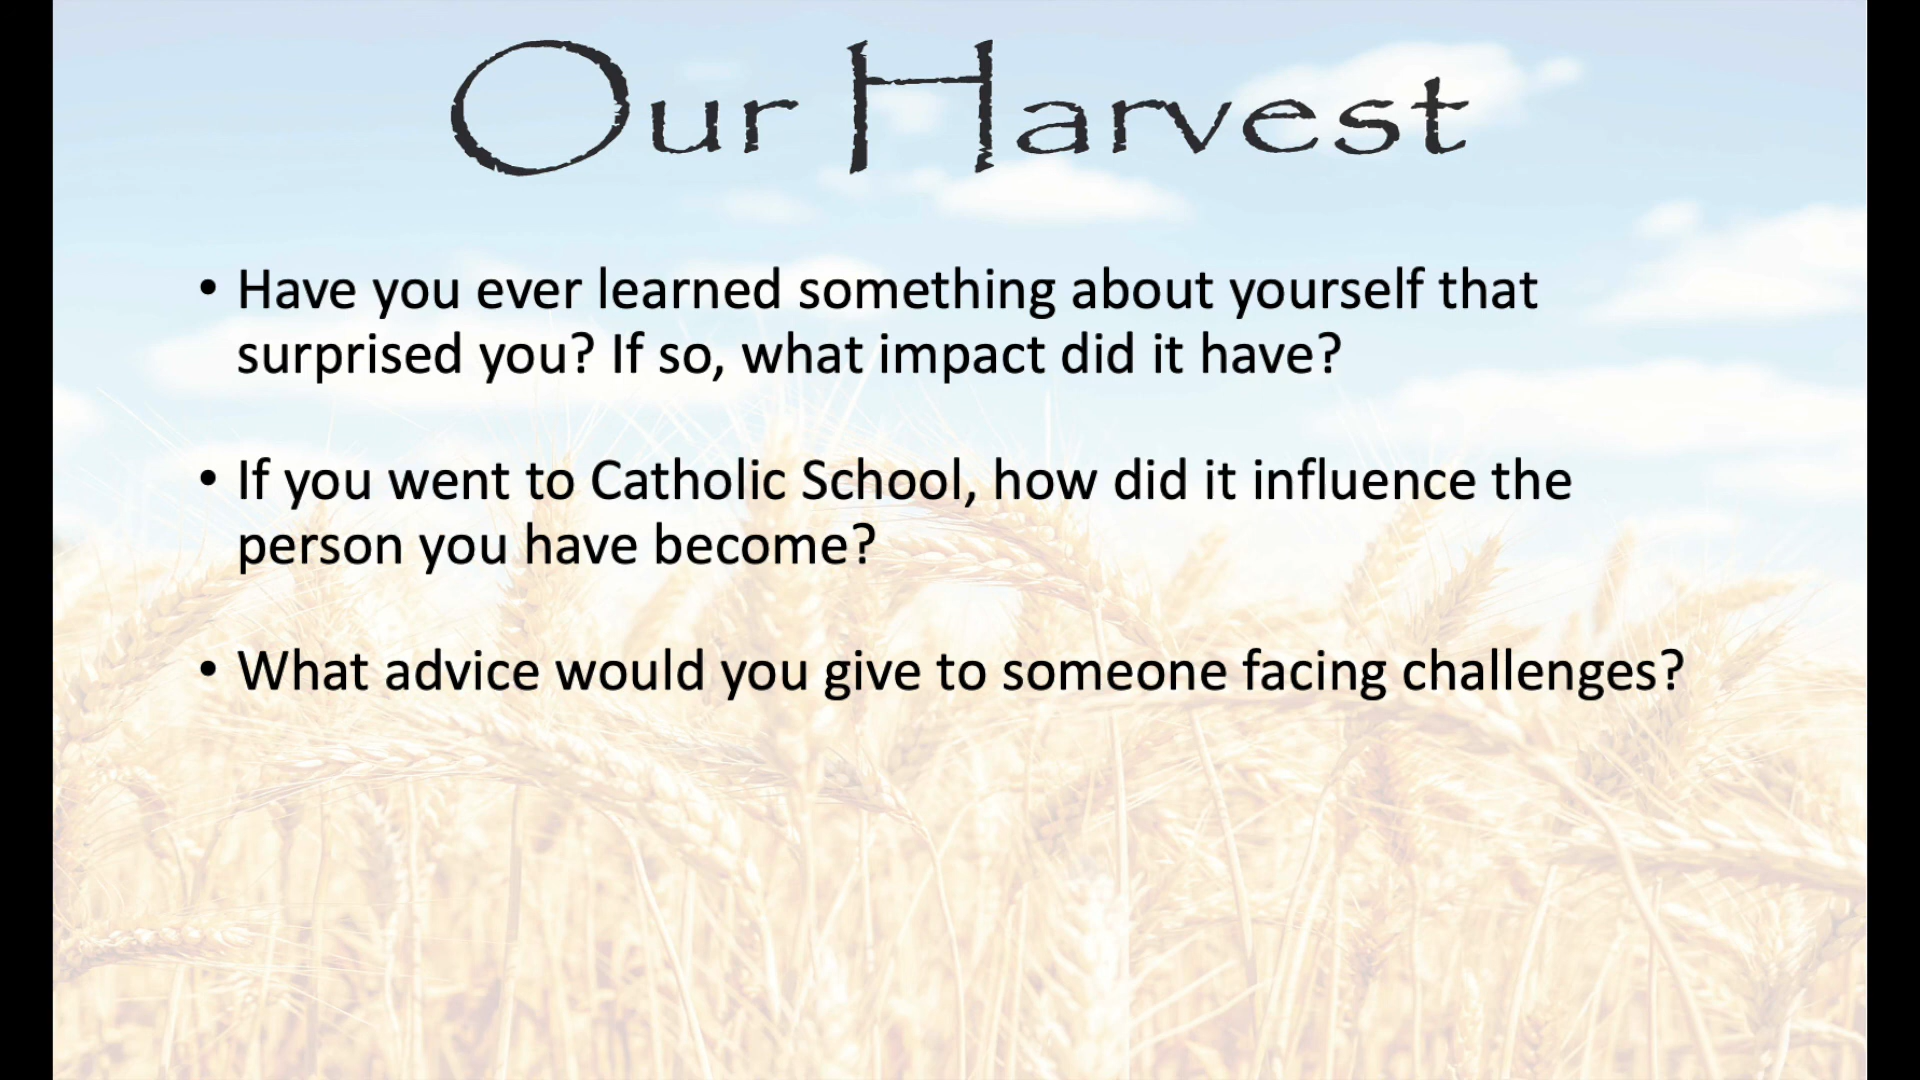 Our Harvest
• Have you ever learned something about yourself that
surprised you? If so, what impact did it have?
• If you went to Catholic School, how did it influence the
person you have become?
• What advice would you give to someone facing challenges?